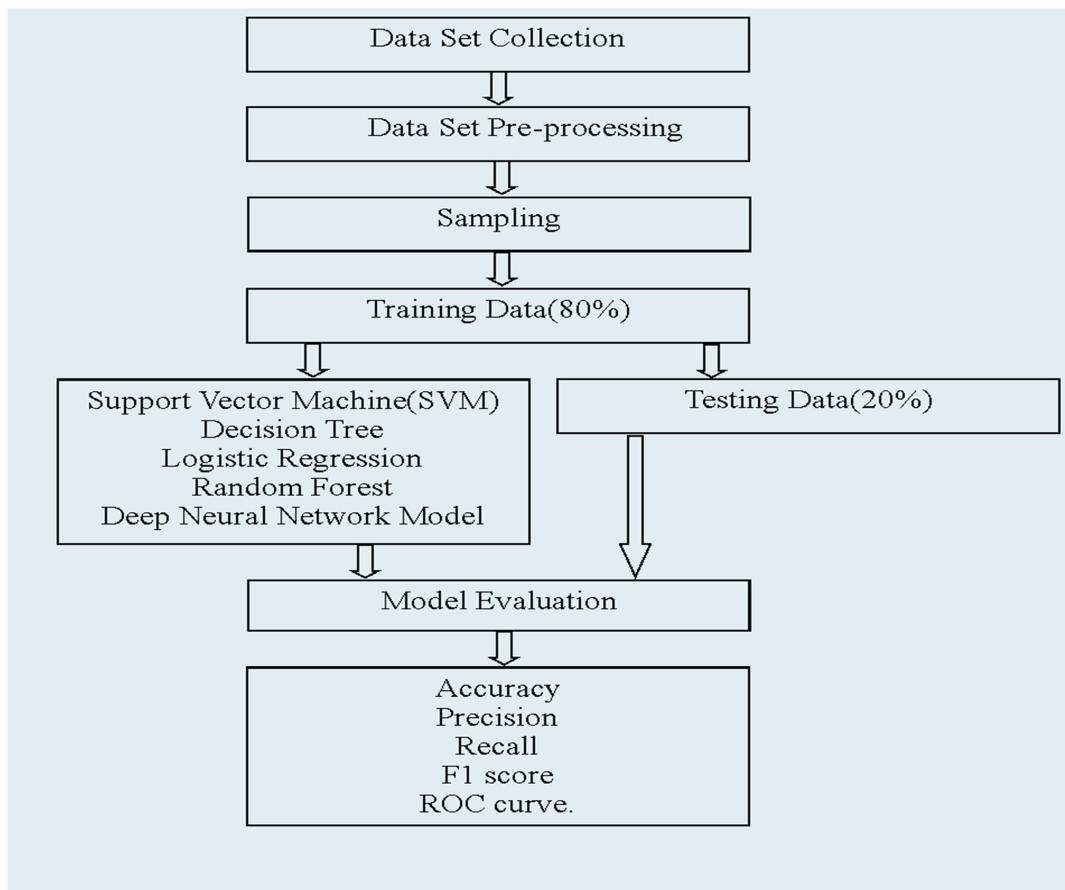 Data Set Collection
Data Set Pre-processing
Sampling
Training Data(80%)
Support Vector Machine(SVM)
Decision Tree
Logistic Regression
Random Forest
Deep Neural Network Model
Testing Data(20%)
Model Evaluation
Accuracy
Precision
Recall
F1 score
ROC curve.